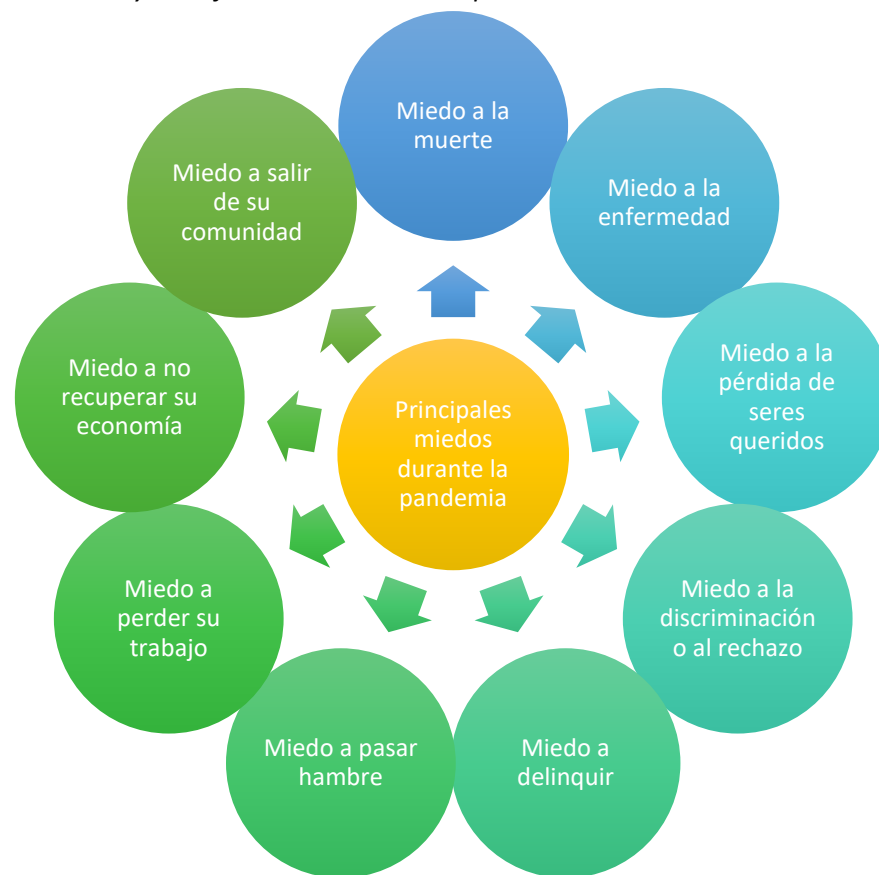 Miedo a la
muerte
Miedo a la
enfermedad
Miedo a la
pérdida de
seres
queridos
Miedo a la
discriminación
o al rechazo
Miedo a
delinquir
Miedo a pasar
hambre
Miedo a
perder su
trabajo
Miedo a no
recuperar su
economía
Miedo a salir
de su
comunidad
Principales
miedos
durante la
pandemia